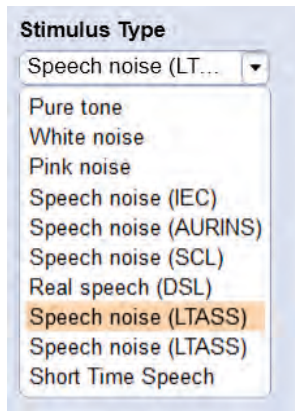 Stimulus Type
Speech noise (LT...
Pure tone
White noise
Pink noise
Speech noise (IEC)
Speech noise (AURINS)
Speech noise (SCL)
Real speech (DSL)
Speech noise (LTASS)
Speech noise (LTASS)
Short Time Speech